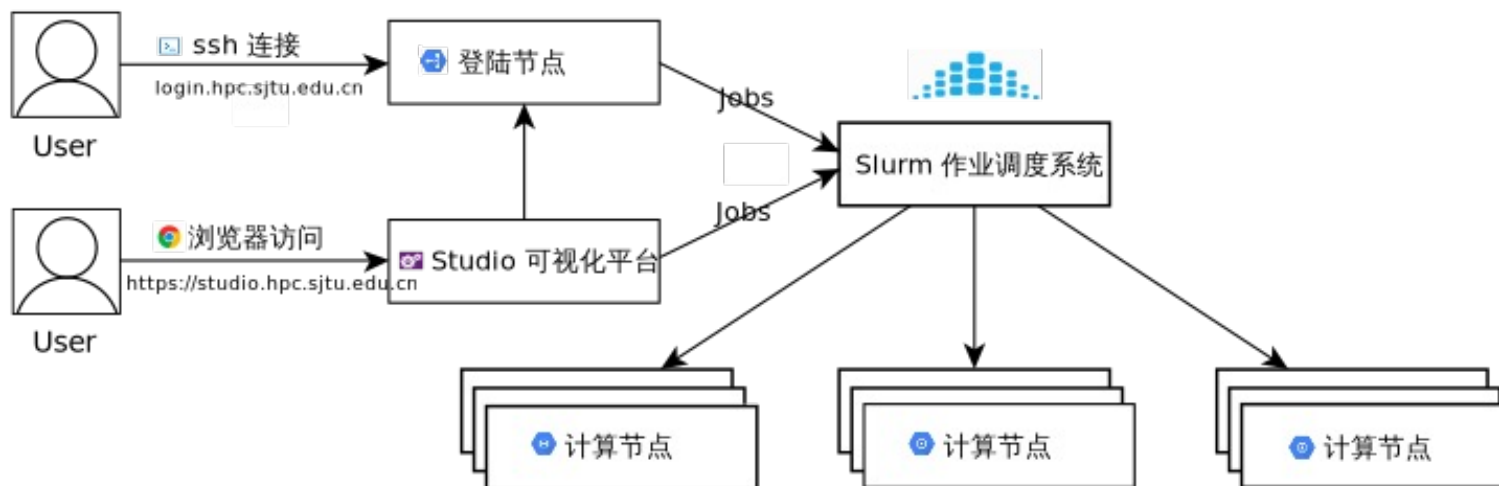 ssh 连接
login.hpc.sjtu.edu.cn
User
登陆节点
Jobs
Slurm 作业调度系统
浏览器访问
https://studio.hpc.sjtu.edu.cn
User
Studio 可视化平台
Jobs
计算节点
计算节点
计算节点